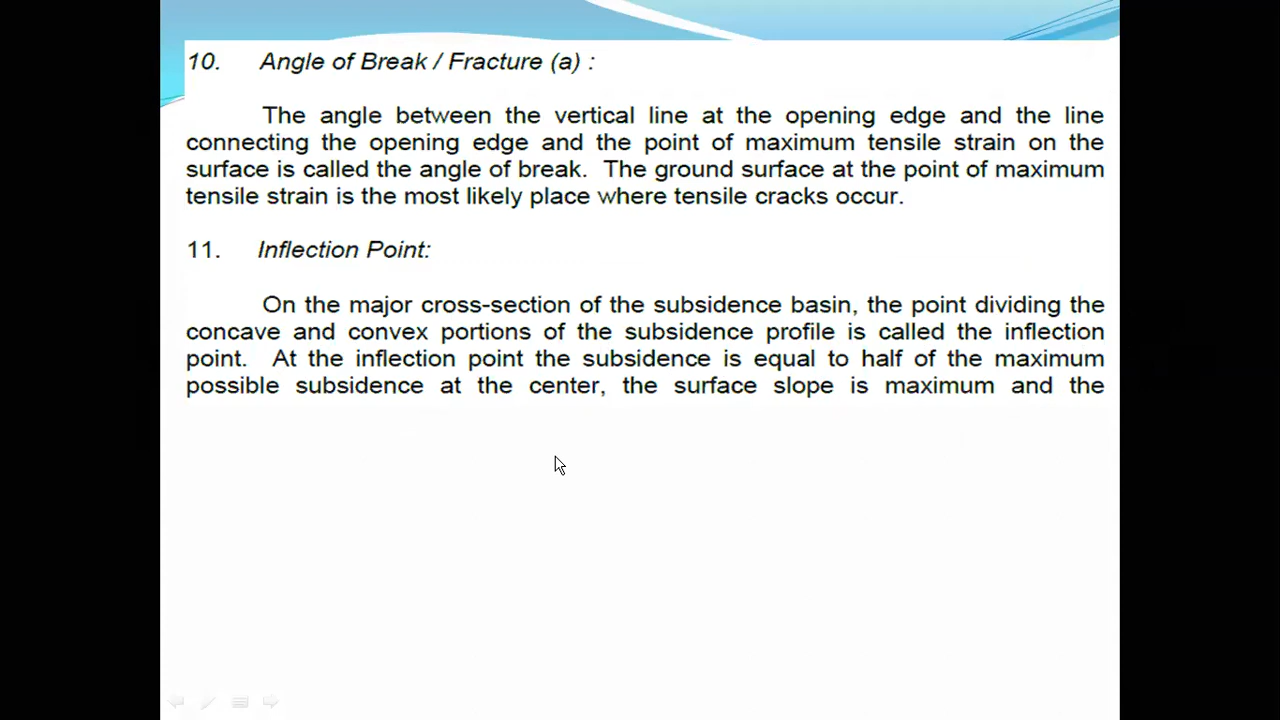 10. Angle of Break / Fracture (a) :
The angle between the vertical line at the opening edge and the line
connecting the opening edge and the point of maximum tensile strain on the
surface is called the angle of break. The ground surface at the point of maximum
tensile strain is the most likely place where tensile cracks occur.
11. Inflection Point:
On the major cross-section of the subsidence basin, the point dividing the
concave and convex portions of the subsidence profile is called the inflection
point. At the inflection point the subsidence is equal to half of the maximum
possible subsidence at the center, the surface slope is maximum and the